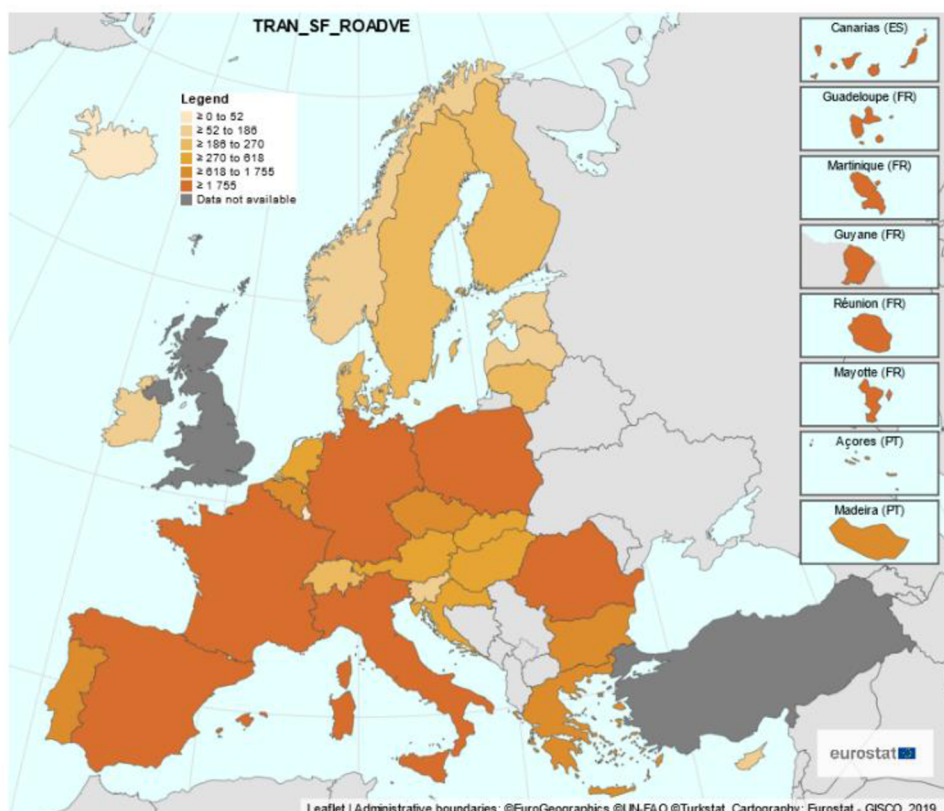 TRAN_SF_ROADVE
Legend
≥ 0 to 52
≥ 52 to 186
≥ 186 to 270
≥ 270 to 618
≥ 618 to 1 755
≥ 1 755
Data not available
Canarias (ES)
Guadeloupe (FR)
Martinique (FR)
Guyane (FR)
Réunion (FR)
Mayotte (FR)
Açores (PT)
Madeira (PT)
eurostat
Leaflet | Administrative boundaries: ©EuroGeographics ©UN-FAO ©Turkstat, Cartography: Eurostat - GISCO, 2019